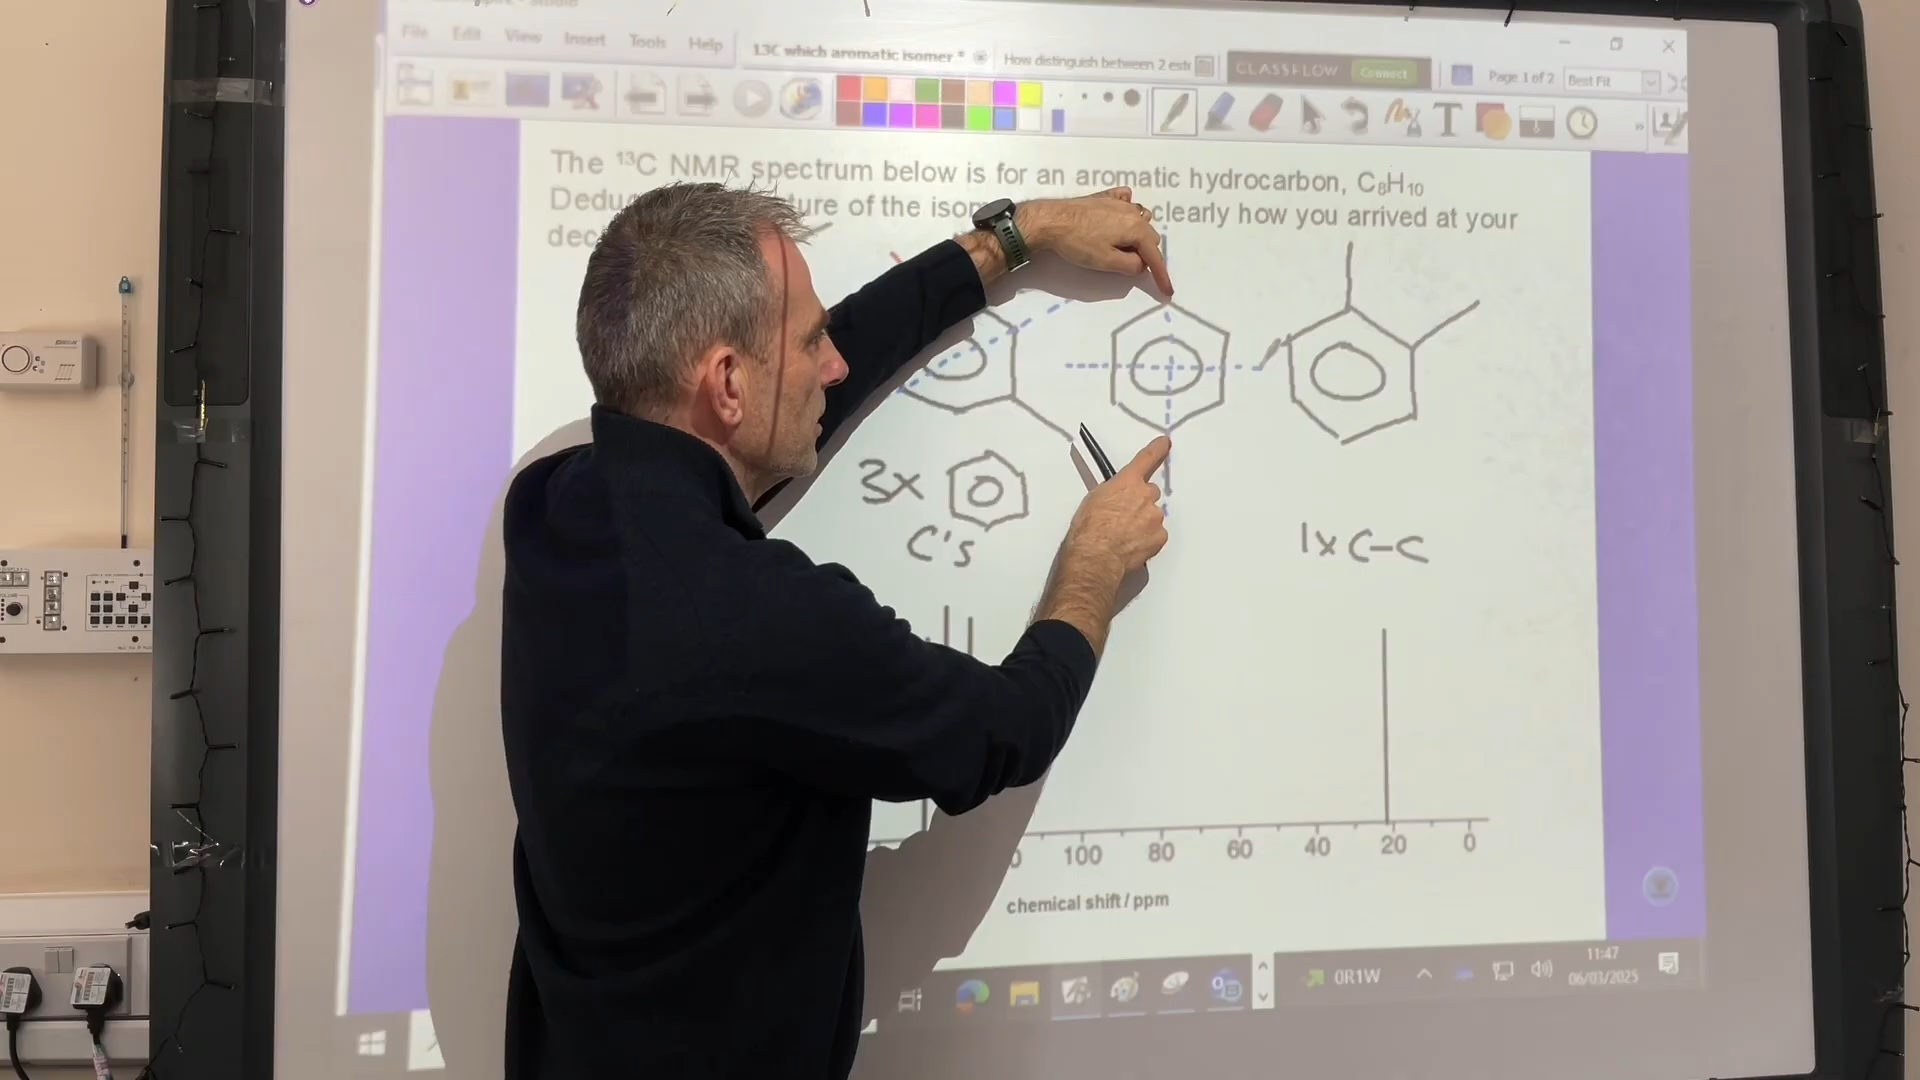 File Edit View Insert Tools Help
13C which aromatic isomer *
How distinguish between 2 este
CLASSFLOW Connect
Page 1 of 2 Best Fit
The ¹³C NMR spectrum below is for an aromatic hydrocarbon, C₈H₁₀
ture of the isom clearly how you arrived at your
3x
C's
1x C-C
100 80 60 40 20 0
chemical shift / ppm
0R1W
11:47
06/03/2025